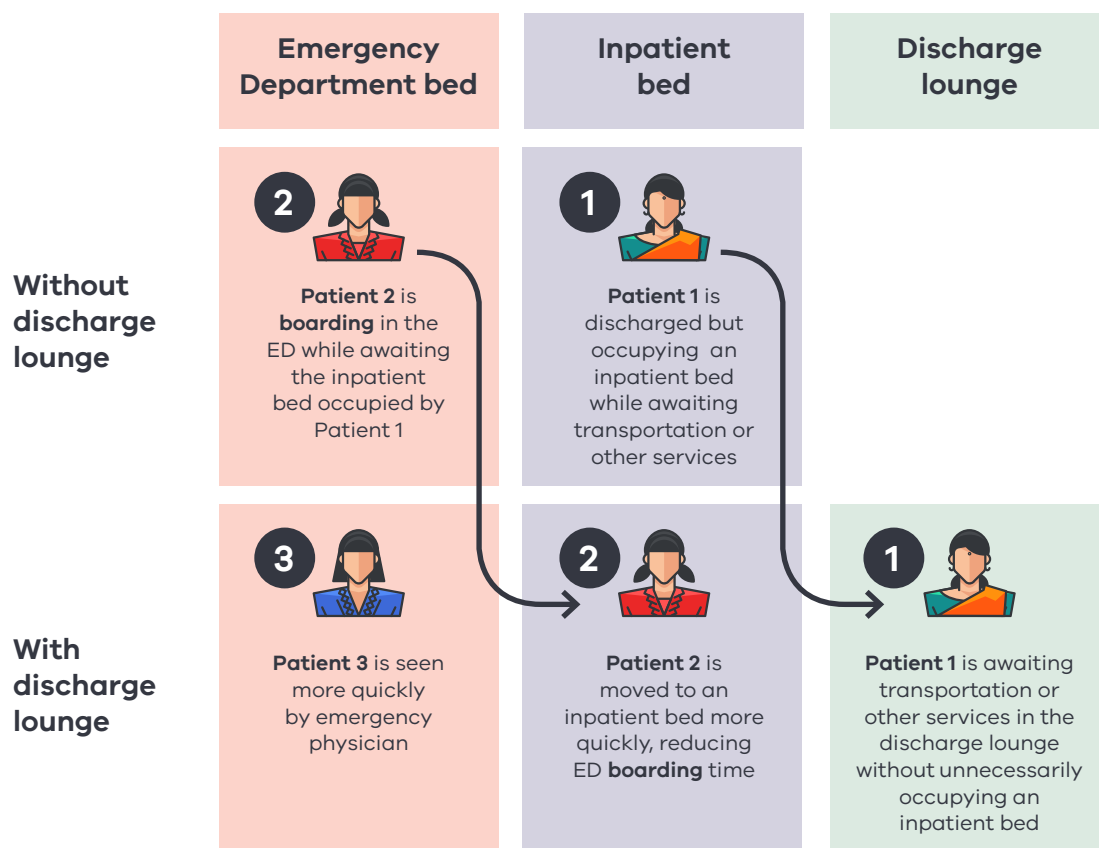 Emergency
Department bed
Inpatient
bed
Discharge
lounge
Without
discharge
lounge
2
Patient 2 is
boarding in the
ED while awaiting
the inpatient
bed occupied by
Patient 1
1
Patient 1 is
discharged but
occupying an
inpatient bed
while awaiting
transportation or
other services
With
discharge
lounge
3
Patient 3 is seen
more quickly
by emergency
physician
2
Patient 2 is
moved to an
inpatient bed more
quickly, reducing
ED boarding time
1
Patient 1 is awaiting
transportation or
other services in the
discharge lounge
without unnecessarily
occupying an
inpatient bed